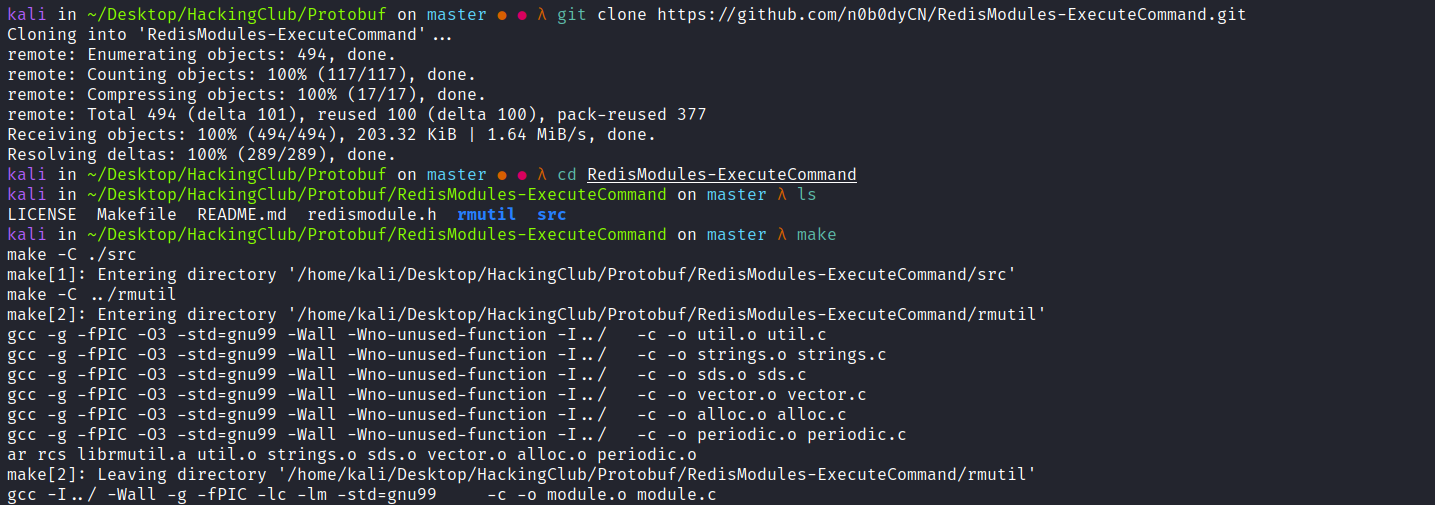 kali in ~/Desktop/HackingClub/Protobuf on master ● ● λ git clone https://github.com/n0b0dyCN/RedisModules-ExecuteCommand.git
Cloning into 'RedisModules-ExecuteCommand'...
remote: Enumerating objects: 494, done.
remote: Counting objects: 100% (117/117), done.
remote: Compressing objects: 100% (17/17), done.
remote: Total 494 (delta 101), reused 100 (delta 100), pack-reused 377
Receiving objects: 100% (494/494), 203.32 KiB | 1.64 MiB/s, done.
Resolving deltas: 100% (289/289), done.
kali in ~/Desktop/HackingClub/Protobuf on master ● ● λ cd RedisModules-ExecuteCommand
kali in ~/Desktop/HackingClub/Protobuf/RedisModules-ExecuteCommand on master λ ls
LICENSE  Makefile  README.md  redismodule.h  rmutil  src
kali in ~/Desktop/HackingClub/Protobuf/RedisModules-ExecuteCommand on master λ make
make -C ./src
make[1]: Entering directory '/home/kali/Desktop/HackingClub/Protobuf/RedisModules-ExecuteCommand/src'
make -C ../rmutil
make[2]: Entering directory '/home/kali/Desktop/HackingClub/Protobuf/RedisModules-ExecuteCommand/rmutil'
gcc -g -fPIC -O3 -std=gnu99 -Wall -Wno-unused-function -I../   -c -o util.o util.c
gcc -g -fPIC -O3 -std=gnu99 -Wall -Wno-unused-function -I../   -c -o strings.o strings.c
gcc -g -fPIC -O3 -std=gnu99 -Wall -Wno-unused-function -I../   -c -o sds.o sds.c
gcc -g -fPIC -O3 -std=gnu99 -Wall -Wno-unused-function -I../   -c -o vector.o vector.c
gcc -g -fPIC -O3 -std=gnu99 -Wall -Wno-unused-function -I../   -c -o alloc.o alloc.c
gcc -g -fPIC -O3 -std=gnu99 -Wall -Wno-unused-function -I../   -c -o periodic.o periodic.c
ar rcs librmutil.a util.o strings.o sds.o vector.o alloc.o periodic.o
make[2]: Leaving directory '/home/kali/Desktop/HackingClub/Protobuf/RedisModules-ExecuteCommand/rmutil'
gcc -I../ -Wall -g -fPIC -lc -lm -std=gnu99     -c -o module.o module.c